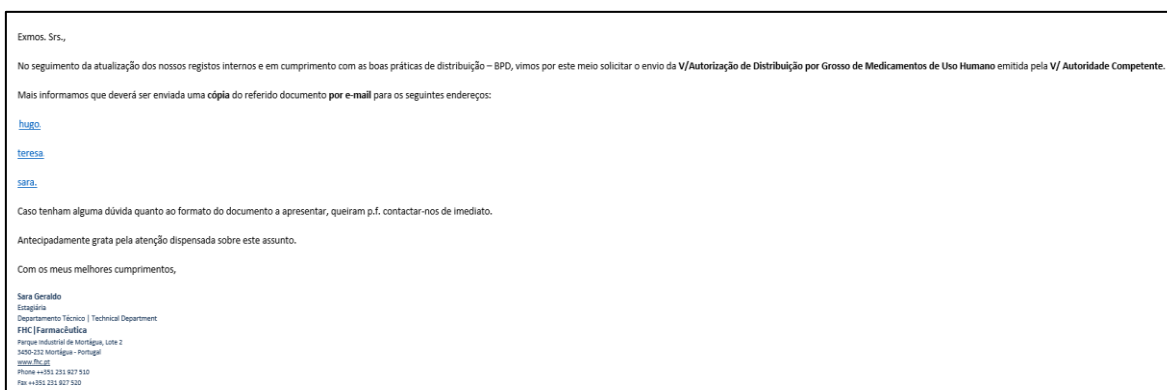 Exmos. Srs.,
No seguimento da atualização dos nossos registos internos e em cumprimento com as boas práticas de distribuição – BPD, vimos por este meio solicitar o envio da V/Autorização de Distribuição por Grosso de Medicamentos de Uso Humano emitida pela V/ Autoridade Competente.
Mais informamos que deverá ser enviada uma cópia do referido documento por e-mail para os seguintes endereços:
hugo.
teresa
sara.
Caso tenham alguma dúvida quanto ao formato do documento a apresentar, queiram p.f. contactar-nos de imediato.
Antecipadamente grata pela atenção dispensada sobre este assunto.
Com os meus melhores cumprimentos,
Sara Geraldo
Estagiária
Departamento Técnico | Technical Department
FHC|Farmacêutica
Parque Industrial de Mortágua, Lote 2
3450-232 Mortágua - Portugal
www.fhc.pt
Phone ++351 231 927 510
Fax ++351 231 927 520